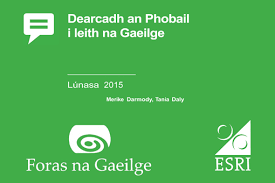 Dearcadh an Phobail
i leith na Gaeilge
Lúnasa 2015
Merike Darmody, Tania Daly
Foras na Gaeilge
ESRI